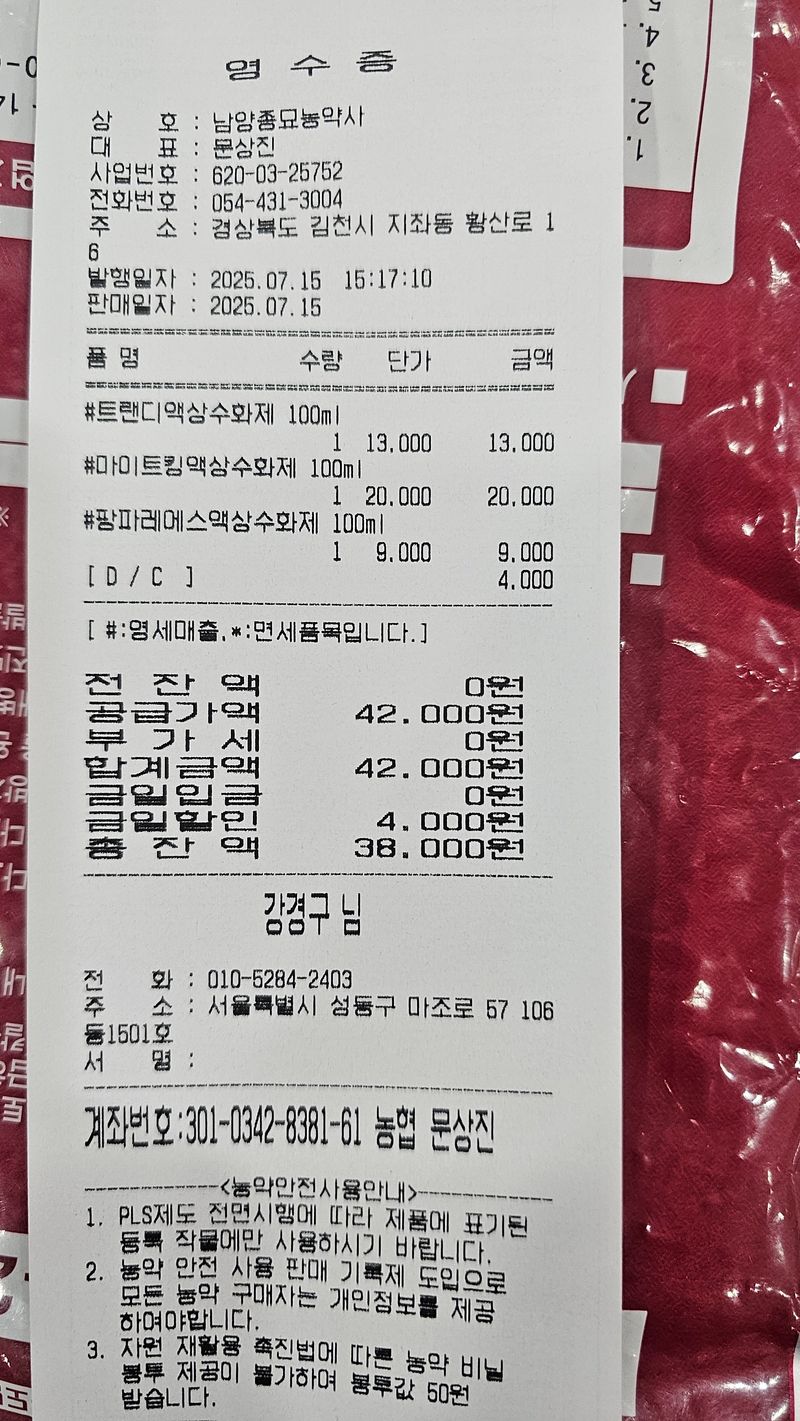 영 수 증
상 호 : 남양종묘농약사
대 표 : 문상진
사업번호 : 620-03-25752
전화번호 : 054-431-3004
주 소 : 경상북도 김천시 지좌동 황산로 1
6
발행일자 : 2025.07.15 15:17:10
판매일자 : 2025.07.15
품 명 수량 단가 금액
#트랜디액상수화제 100ml
1 13,000 13,000
#마이트킹액상수화제 100ml
1 20,000 20,000
#팡파레에스액상수화제 100ml
1 9,000 9,000
[ D / C ] 4,000
[ #:영세매출,*:면세품목입니다.]
전 잔 액 0원
공급가액 42,000원
부 가 세 0원
합계금액 42,000원
금일입금 0원
금일할인 4,000원
총 잔 액 38,000원
강경구 님
전 화 : 010-5284-2403
주 소 : 서울특별시 성동구 마조로 57 106
동1501호
서 명 :
계좌번호:301-0342-8381-61 농협 문상진
<농약안전사용안내>
1. PLS제도 전면시행에 따라 제품에 표기된
등록 작물에만 사용하시기 바랍니다.
2. 농약 안전 사용 판매 기록제 도입으로
모든 농약 구매자는 개인정보를 제공
하여야합니다.
3. 자원 재활용 촉진법에 따른 농약 비닐
봉투 제공이 불가하여 봉투값 50원
받습니다.